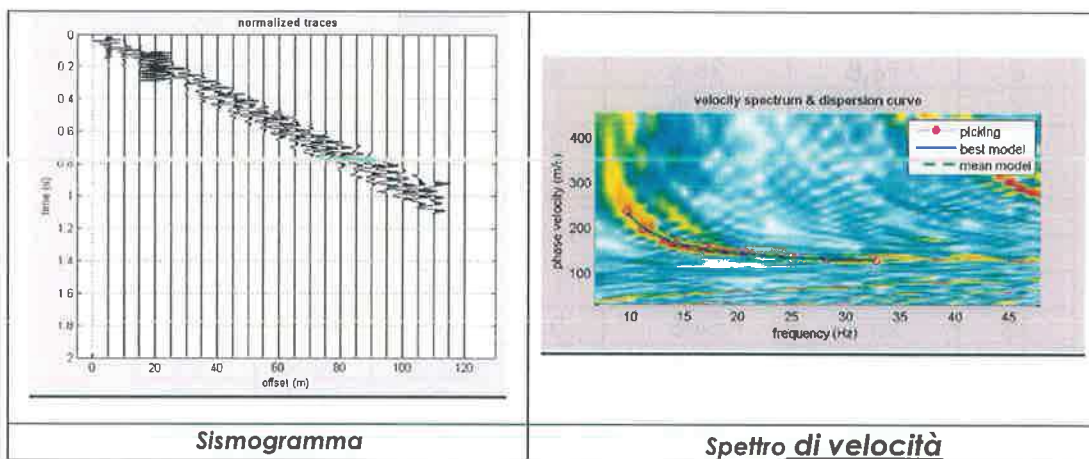 normalized traces
0
0.2
0.4
0.6
0.8
1
1.2
1.4
1.6
1.8
2
time (s)
0 20 40 60 80 100 120
offset (m)
velocity spectrum & dispersion curve
picking
best model
mean model
400
300
200
100
phase velocity (m/s)
10 15 20 25 30 35 40 45
frequency (Hz)
Sismogramma
Spettro di velocità